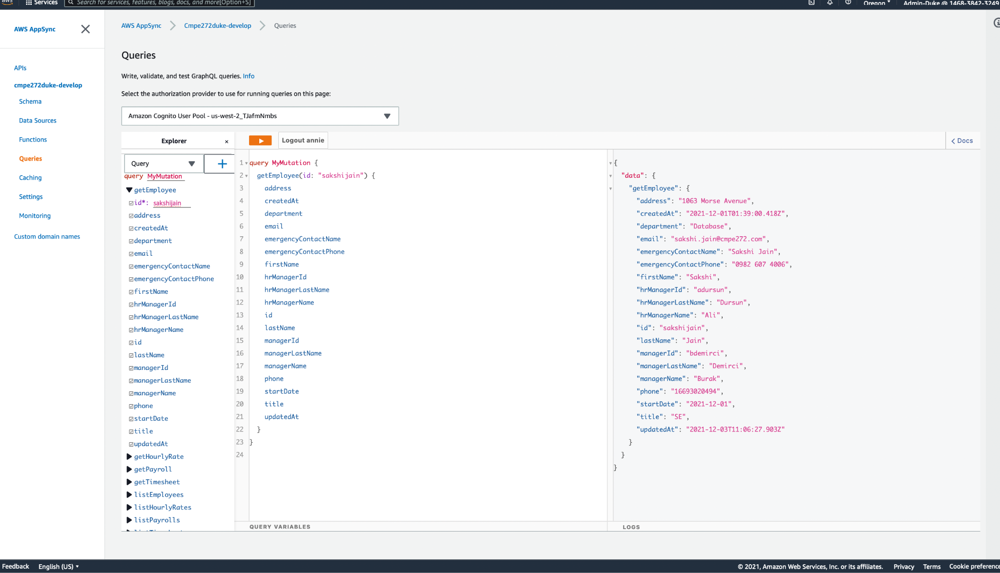 aws
Services
Search for services, features, blogs, docs, and more
[Option+S]
Oregon
Admin-Duke @ 1468-3842-3249
AWS AppSync
APIs
cmpe272duke-develop
Schema
Data Sources
Functions
Queries
Caching
Settings
Monitoring
Custom domain names
AWS AppSync
Cmpe272duke-develop
Queries
Queries
Write, validate, and test GraphQL queries. Info
Select the authorization provider to use for running queries on this page:
Amazon Cognito User Pool - us-west-2_TJafmNmbs
Explorer
×
Logout annie
Docs
Query
query MyMutation
getEmployee
id*: sakshijain
address
createdAt
department
email
emergencyContactName
emergencyContactPhone
firstName
hrManagerId
hrManagerLastName
hrManagerName
id
lastName
managerId
managerLastName
managerName
phone
startDate
title
updatedAt
getHourlyRate
getPayroll
getTimesheet
listEmployees
listHourlyRates
listPayrolls
1 query MyMutation {
2 getEmployee(id: "sakshijain") {
3 address
4 createdAt
5 department
6 email
7 emergencyContactName
8 emergencyContactPhone
9 firstName
10 hrManagerId
11 hrManagerLastName
12 hrManagerName
13 id
14 lastName
15 managerId
16 managerLastName
17 managerName
18 phone
19 startDate
20 title
21 updatedAt
22 }
23 }
24
QUERY VARIABLES
{
"data": {
"getEmployee": {
"address": "1063 Morse Avenue",
"createdAt": "2021-12-01T01:39:00.418Z",
"department": "Database",
"email": "sakshi.jain@cmpe272.com",
"emergencyContactName": "Sakshi Jain",
"emergencyContactPhone": "0982 607 4006",
"firstName": "Sakshi",
"hrManagerId": "adursun",
"hrManagerLastName": "Dursun",
"hrManagerName": "Ali",
"id": "sakshijain",
"lastName": "Jain",
"managerId": "bdemirci",
"managerLastName": "Demirci",
"managerName": "Burak",
"phone": "16693020494",
"startDate": "2021-12-01",
"title": "SE",
"updatedAt": "2021-12-03T11:06:27.903Z"
}
}
}
LOGS
Feedback
English (US)
© 2021, Amazon Web Services, Inc. or its affiliates.
Privacy
Terms
Cookie preference